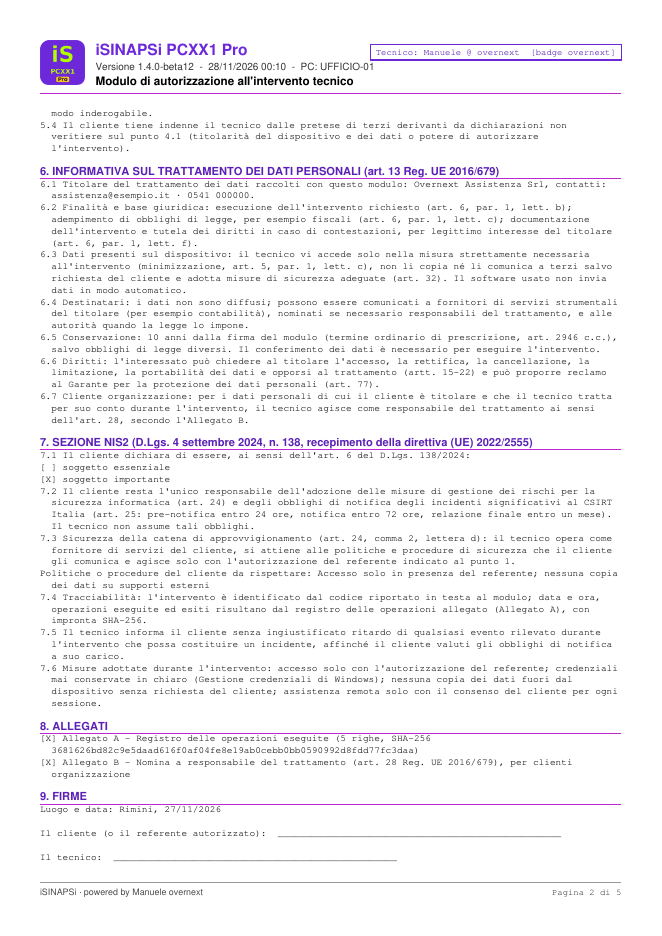 iS
PCXX1
Pro
iSINAPSi PCXX1 Pro
Versione 1.4.0-beta12 - 28/11/2026 00:10 - PC: UFFICIO-01
Modulo di autorizzazione all'intervento tecnico
Tecnico: Manuele @ overnext [badge overnext]
modo inderogabile.
5.4 Il cliente tiene indenne il tecnico dalle pretese di terzi derivanti da dichiarazioni non
veritiere sul punto 4.1 (titolarità del dispositivo e dei dati o potere di autorizzare
l'intervento).
6. INFORMATIVA SUL TRATTAMENTO DEI DATI PERSONALI (art. 13 Reg. UE 2016/679)
6.1 Titolare del trattamento dei dati raccolti con questo modulo: Overnext Assistenza Srl, contatti:
assistenza@esempio.it · 0541 000000.
6.2 Finalità e base giuridica: esecuzione dell'intervento richiesto (art. 6, par. 1, lett. b);
adempimento di obblighi di legge, per esempio fiscali (art. 6, par. 1, lett. c); documentazione
dell'intervento e tutela dei diritti in caso di contestazioni, per legittimo interesse del titolare
(art. 6, par. 1, lett. f).
6.3 Dati presenti sul dispositivo: il tecnico vi accede solo nella misura strettamente necessaria
all'intervento (minimizzazione, art. 5, par. 1, lett. c), non li copia né li comunica a terzi salvo
richiesta del cliente e adotta misure di sicurezza adeguate (art. 32). Il software usato non invia
dati in modo automatico.
6.4 Destinatari: i dati non sono diffusi; possono essere comunicati a fornitori di servizi strumentali
del titolare (per esempio contabilità), nominati se necessario responsabili del trattamento, e alle
autorità quando la legge lo impone.
6.5 Conservazione: 10 anni dalla firma del modulo (termine ordinario di prescrizione, art. 2946 c.c.),
salvo obblighi di legge diversi. Il conferimento dei dati è necessario per eseguire l'intervento.
6.6 Diritti: l'interessato può chiedere al titolare l'accesso, la rettifica, la cancellazione, la
limitazione, la portabilità dei dati e opporsi al trattamento (artt. 15-22) e può proporre reclamo
al Garante per la protezione dei dati personali (art. 77).
6.7 Cliente organizzazione: per i dati personali di cui il cliente è titolare e che il tecnico tratta
per suo conto durante l'intervento, il tecnico agisce come responsabile del trattamento ai sensi
dell'art. 28, secondo l'Allegato B.
7. SEZIONE NIS2 (D.Lgs. 4 settembre 2024, n. 138, recepimento della direttiva (UE) 2022/2555)
7.1 Il cliente dichiara di essere, ai sensi dell'art. 6 del D.Lgs. 138/2024:
[ ] soggetto essenziale
[X] soggetto importante
7.2 Il cliente resta l'unico responsabile dell'adozione delle misure di gestione dei rischi per la
sicurezza informatica (art. 24) e degli obblighi di notifica degli incidenti significativi al CSIRT
Italia (art. 25: pre-notifica entro 24 ore, notifica entro 72 ore, relazione finale entro un mese).
Il tecnico non assume tali obblighi.
7.3 Sicurezza della catena di approvvigionamento (art. 24, comma 2, lettera d): il tecnico opera come
fornitore di servizi del cliente, si attiene alle politiche e procedure di sicurezza che il cliente
gli comunica e agisce solo con l'autorizzazione del referente indicato al punto 1.
Politiche o procedure del cliente da rispettare: Accesso solo in presenza del referente; nessuna copia
dei dati su supporti esterni
7.4 Tracciabilità: l'intervento è identificato dal codice riportato in testa al modulo; data e ora,
operazioni eseguite ed esiti risultano dal registro delle operazioni allegato (Allegato A), con
impronta SHA-256.
7.5 Il tecnico informa il cliente senza ingiustificato ritardo di qualsiasi evento rilevato durante
l'intervento che possa costituire un incidente, affinché il cliente valuti gli obblighi di notifica
a suo carico.
7.6 Misure adottate durante l'intervento: accesso solo con l'autorizzazione del referente; credenziali
mai conservate in chiaro (Gestione credenziali di Windows); nessuna copia dei dati fuori dal
dispositivo senza richiesta del cliente; assistenza remota solo con il consenso del cliente per ogni
sessione.
8. ALLEGATI
[X] Allegato A - Registro delle operazioni eseguite (5 righe, SHA-256
3681626bd82c9e5daad616f0af04fe8e19ab0cebb0bb0590992d8fdd77fc3daa)
[X] Allegato B - Nomina a responsabile del trattamento (art. 28 Reg. UE 2016/679), per clienti
organizzazione
9. FIRME
Luogo e data: Rimini, 27/11/2026
Il cliente (o il referente autorizzato):
Il tecnico:
iSINAPSi · powered by Manuele overnext
Pagina 2 di 5